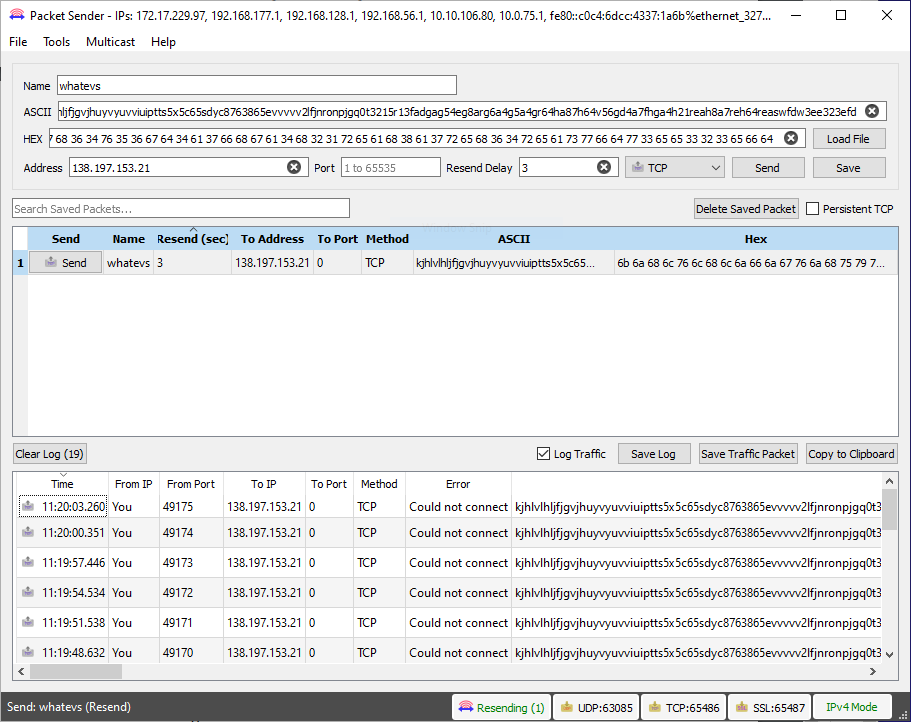 Packet Sender - IPs: 172.17.229.97, 192.168.177.1, 192.168.128.1, 192.168.56.1, 10.10.106.80, 10.0.75.1, fe80::c0c4:6dcc:4337:1a6b%ethernet_327...
File Tools Multicast Help
Name whatevs
ASCII hljfjgvjhuyvyuvviuiptts5x5c65sdyc8763865evvvvv2lfjnronpjgq0t3215r13fadgag54eg8arg6a4g5a4gr64ha87h64v56gd4a7fhga4h21reah8a7reh64reaswfdw3ee323efd
HEX 7 68 36 34 76 35 36 67 64 34 61 37 66 68 67 61 34 68 32 31 72 65 61 68 38 61 37 72 65 68 36 34 72 65 61 73 77 66 64 77 33 65 65 33 32 33 65 66 64 Load File
Address 138.197.153.21 Port 1 to 65535 Resend Delay 3 TCP Send Save
Search Saved Packets... Delete Saved Packet Persistent TCP
Send Name Resend (sec) To Address To Port Method ASCII Hex
1 Send whatevs 3 138.197.153.21 0 TCP kjhlvlhljfjgvjhuyvyuvviuiptts5x5c65... 6b 6a 68 6c 76 6c 68 6c 6a 66 6a 67 76 6a 68 75 79 7...
Clear Log (19) Log Traffic Save Log Save Traffic Packet Copy to Clipboard
Time From IP From Port To IP To Port Method Error
11:20:03.260 You 49175 138.197.153.21 0 TCP Could not connect kjhlvlhljfjgvjhuyvyuvviuiptts5x5c65sdyc8763865evvvvv2lfjnronpjgq0t3
11:20:00.351 You 49174 138.197.153.21 0 TCP Could not connect kjhlvlhljfjgvjhuyvyuvviuiptts5x5c65sdyc8763865evvvvv2lfjnronpjgq0t3
11:19:57.446 You 49173 138.197.153.21 0 TCP Could not connect kjhlvlhljfjgvjhuyvyuvviuiptts5x5c65sdyc8763865evvvvv2lfjnronpjgq0t3
11:19:54.534 You 49172 138.197.153.21 0 TCP Could not connect kjhlvlhljfjgvjhuyvyuvviuiptts5x5c65sdyc8763865evvvvv2lfjnronpjgq0t3
11:19:51.538 You 49171 138.197.153.21 0 TCP Could not connect kjhlvlhljfjgvjhuyvyuvviuiptts5x5c65sdyc8763865evvvvv2lfjnronpjgq0t3
11:19:48.632 You 49170 138.197.153.21 0 TCP Could not connect kjhlvlhljfjgvjhuyvyuvviuiptts5x5c65sdyc8763865evvvvv2lfjnronpjgq0t3
Send: whatevs (Resend) Resending (1) UDP:63085 TCP:65486 SSL:65487 IPv4 Mode